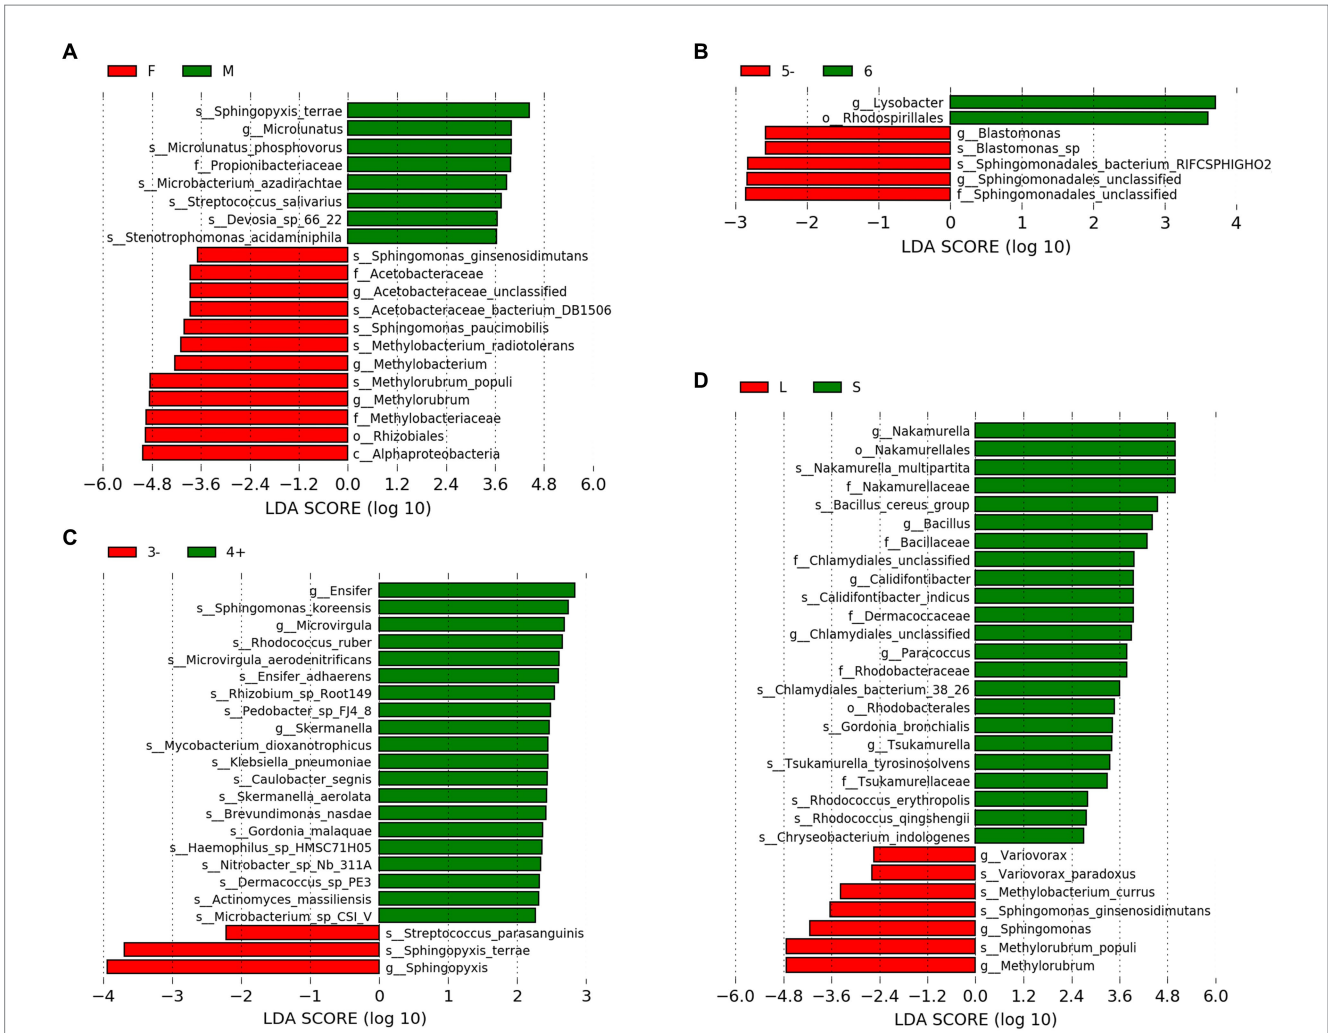 A
F M
s__Sphingopyxis_terrae
g__Microlunatus
s__Microlunatus_phosphovorus
f__Propionibacteriaceae
s__Microbacterium_azadirachtae
s__Streptococcus_salivarius
s__Devosia_sp_66_22
s__Stenotrophomonas_acidaminiphila
s__Sphingomonas_ginsenosidimutans
f__Acetobacteraceae
g__Acetobacteraceae_unclassified
s__Acetobacteraceae_bacterium_DB1506
s__Sphingomonas_paucimobilis
s__Methylobacterium_radiotolerans
g__Methylobacterium
s__Methylorubrum_populi
g__Methylorubrum
f__Methylobacteriaceae
o__Rhizobiales
c__Alphaproteobacteria
−6.0 −4.8 −3.6 −2.4 −1.2 0.0 1.2 2.4 3.6 4.8 6.0
LDA SCORE (log 10)
B
5- 6
g__Lysobacter
o__Rhodospirillales
g__Blastomonas
s__Blastomonas_sp
s__Sphingomonadales_bacterium_RIFCSPHIGHO2
g__Sphingomonadales_unclassified
f__Sphingomonadales_unclassified
−3 −2 −1 0 1 2 3 4
LDA SCORE (log 10)
C
3- 4+
g__Ensifer
s__Sphingomonas_koreensis
g__Microvirgula
s__Rhodococcus_ruber
s__Microvirgula_aerodenitrificans
s__Ensifer_adhaerens
s__Rhizobium_sp_Root149
s__Pedobacter_sp_FJ4_8
g__Skermanella
s__Mycobacterium_dioxanotrophicus
s__Klebsiella_pneumoniae
s__Caulobacter_segnis
s__Skermanella_aerolata
s__Brevundimonas_nasdae
s__Gordonia_malaquae
s__Haemophilus_sp_HMSC71H05
s__Nitrobacter_sp_Nb_311A
s__Dermacoccus_sp_PE3
s__Actinomyces_massiliensis
s__Microbacterium_sp_CSI_V
s__Streptococcus_parasanguinis
s__Sphingopyxis_terrae
g__Sphingopyxis
−4 −3 −2 −1 0 1 2 3
LDA SCORE (log 10)
D
L S
g__Nakamurella
o__Nakamurellales
s__Nakamurella_multipartita
f__Nakamurellaceae
s__Bacillus_cereus_group
g__Bacillus
f__Bacillaceae
f__Chlamydiales_unclassified
g__Calidifontibacter
s__Calidifontibacter_indicus
f__Dermacoccaceae
g__Chlamydiales_unclassified
g__Paracoccus
f__Rhodobacteraceae
s__Chlamydiales_bacterium_38_26
o__Rhodobacterales
s__Gordonia_bronchialis
g__Tsukamurella
s__Tsukamurella_tyrosinosolvens
f__Tsukamurellaceae
s__Rhodococcus_erythropolis
s__Rhodococcus_qingshengii
s__Chryseobacterium_indologenes
g__Variovorax
s__Variovorax_paradoxus
s__Methylobacterium_currus
s__Sphingomonas_ginsenosidimutans
g__Sphingomonas
s__Methylorubrum_populi
g__Methylorubrum
−6.0 −4.8 −3.6 −2.4 −1.2 0.0 1.2 2.4 3.6 4.8 6.0
LDA SCORE (log 10)